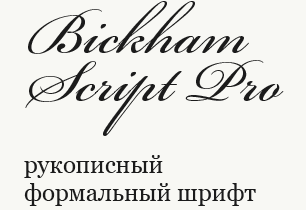 Bickham
Script Pro
рукописный
формальный шрифт